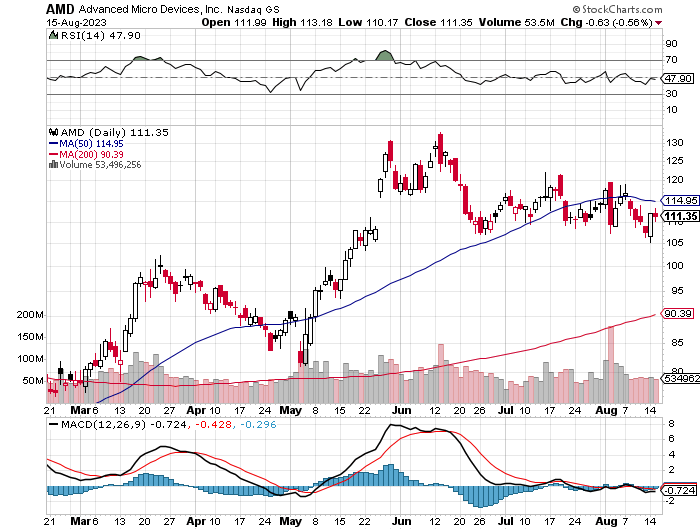 AMD Advanced Micro Devices, Inc. Nasdaq GS © StockCharts.com
15-Aug-2023 Open 111.99 High 113.18 Low 110.17 Close 111.35 Volume 53.5M Chg -0.63 (-0.56%)
RSI(14) 47.90
90
70
47.90
30
10
AMD (Daily) 111.35
MA(50) 114.95
MA(200) 90.39
Volume 53,496,256
130
125
120
114.95
111.35
110
105
100
95
90.39
85
80
53496256
200M
150M
100M
50M
21 Mar 6 13 20 27 Apr 10 17 24 May 8 15 22 Jun 12 20 26 Jul 10 17 24 Aug 7 14
MACD(12,26,9) -0.724, -0.428, -0.296
8
6
4
2
-0.724
-2
21 Mar 6 13 20 27 Apr 10 17 24 May 8 15 22 Jun 12 20 26 Jul 10 17 24 Aug 7 14